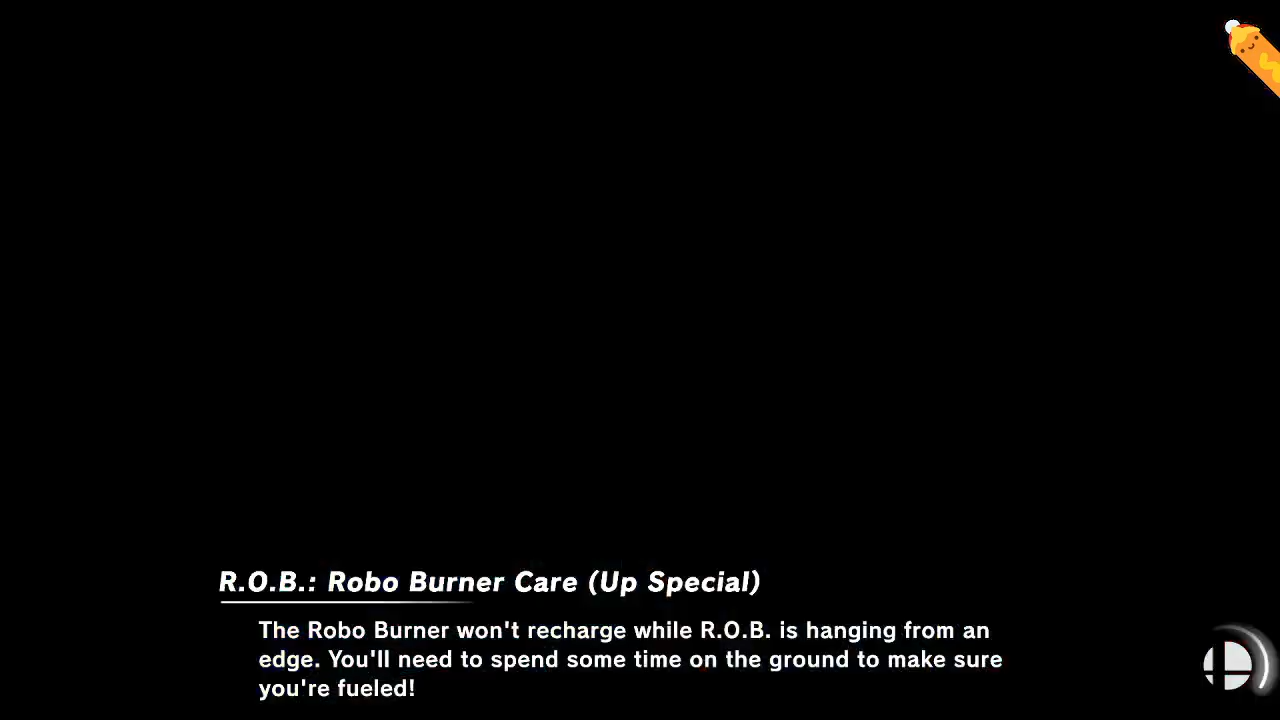 R.O.B.: Robo Burner Care (Up Special)
The Robo Burner won't recharge while R.O.B. is hanging from an
edge. You'll need to spend some time on the ground to make sure
you're fueled!